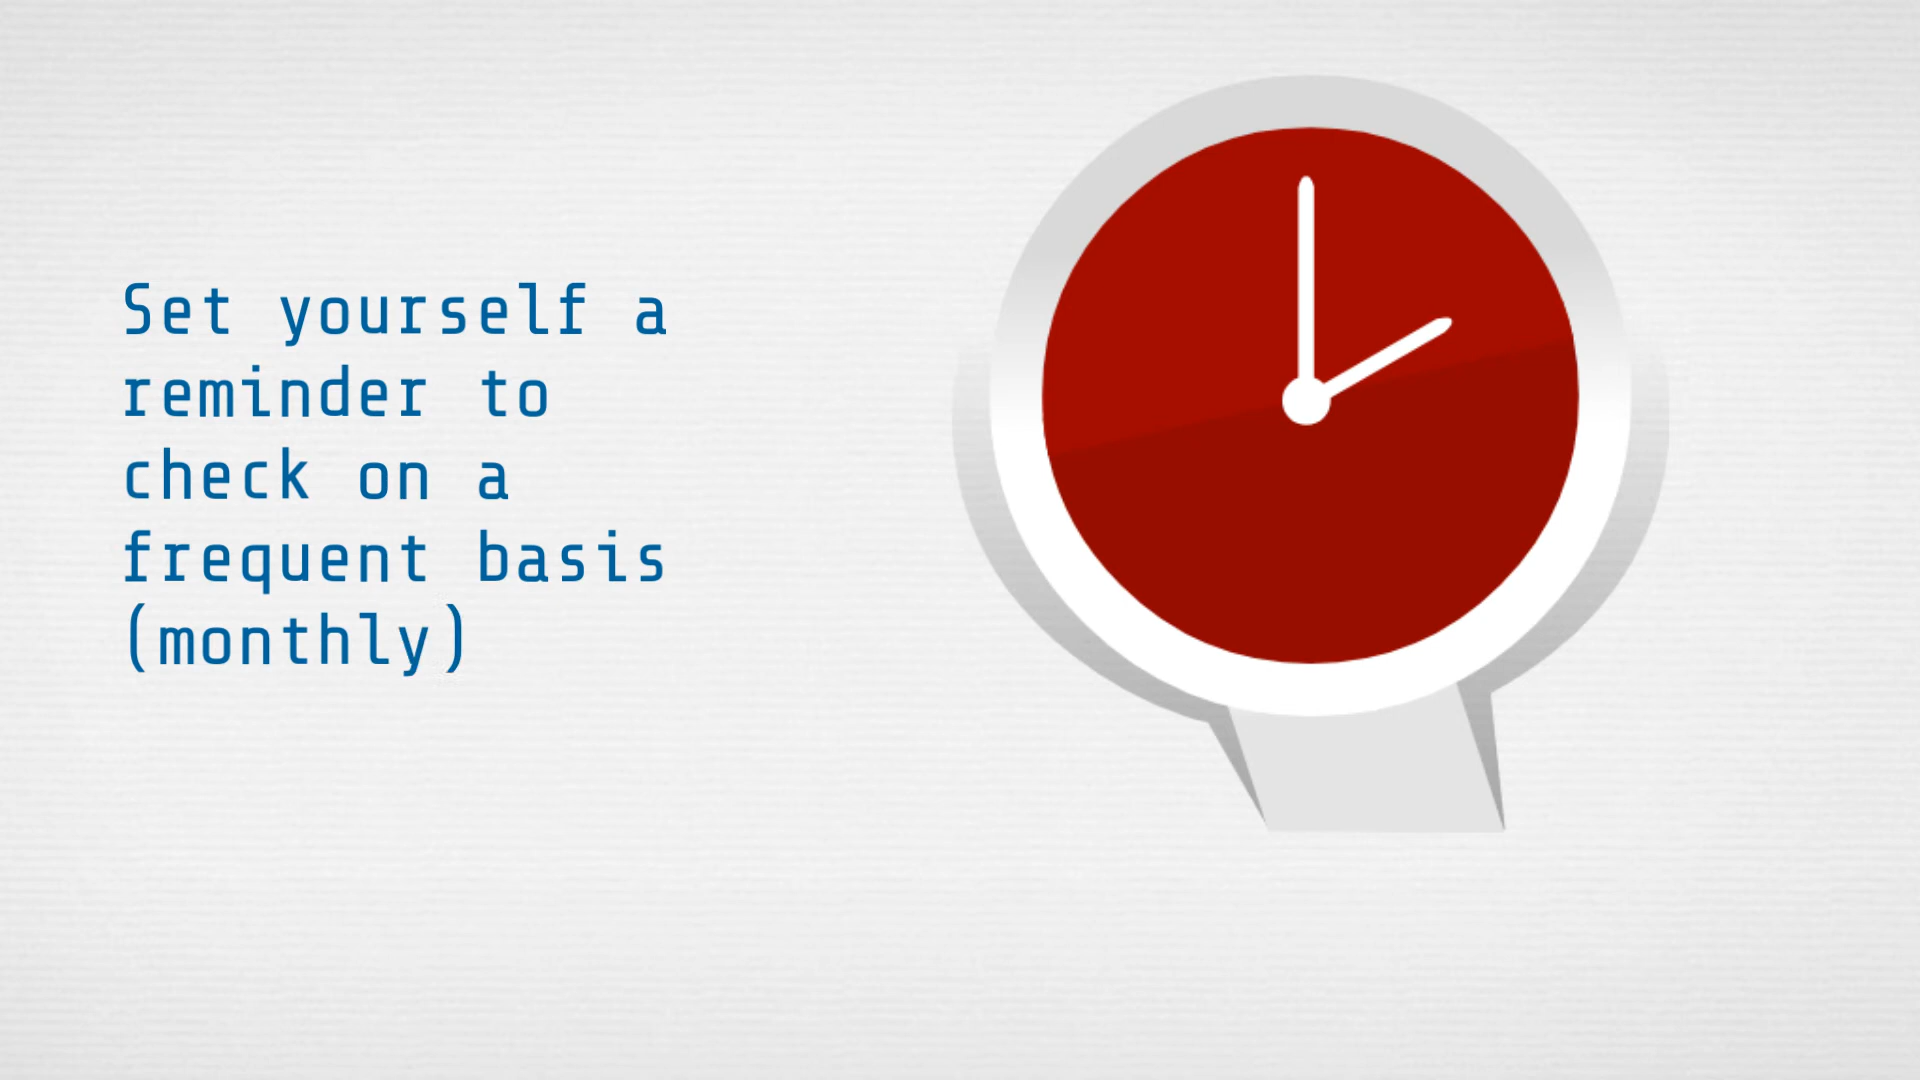 Set yourself a
reminder to
check on a
frequent basis
(monthly)